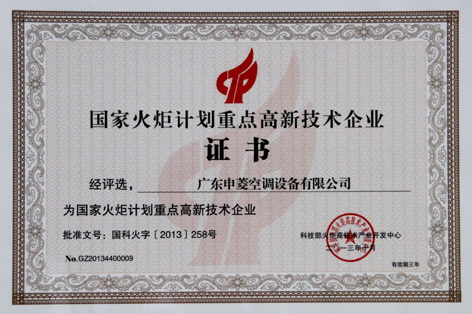 CTP
国家火炬计划重点高新技术企业
证书
经评选， 广东申菱空调设备有限公司
为国家火炬计划重点高新技术企业
批准文号：国科火字〔2013〕258号
科技部火炬高技术产业开发中心
二〇一三年十月
No.GZ20134400009
有效期三年